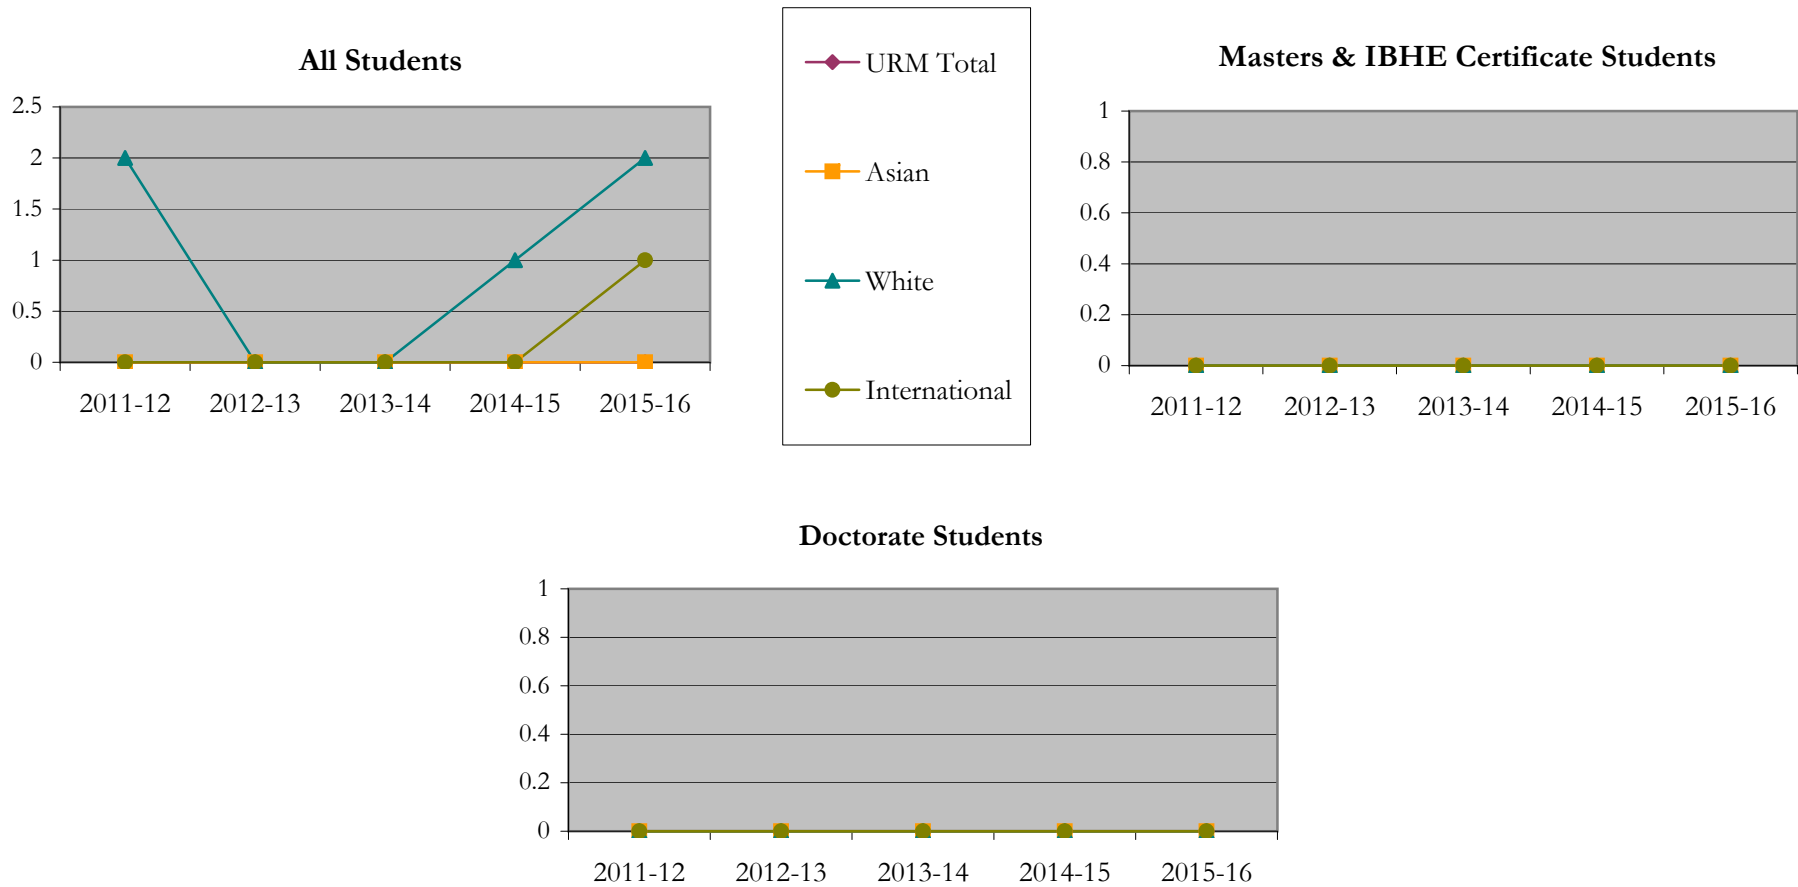 All Students
2.5
2
1.5
1
0.5
0
2011-12 2012-13 2013-14 2014-15 2015-16
URM Total
Asian
White
International
Masters & IBHE Certificate Students
1
0.8
0.6
0.4
0.2
0
2011-12 2012-13 2013-14 2014-15 2015-16
Doctorate Students
1
0.8
0.6
0.4
0.2
0
2011-12 2012-13 2013-14 2014-15 2015-16